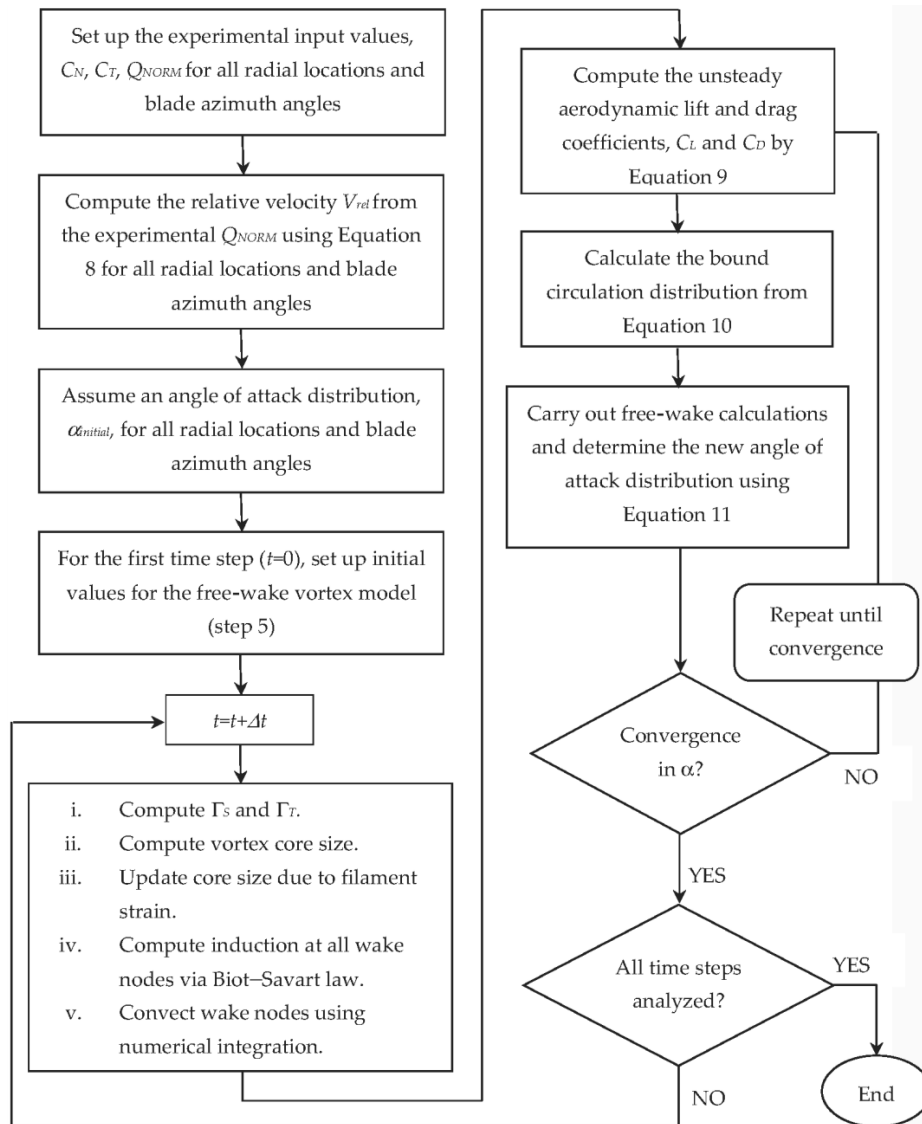 Set up the experimental input values,
CN, CT, QNORM for all radial locations and
blade azimuth angles
Compute the relative velocity Vrel from
the experimental QNORM using Equation
8 for all radial locations and blade
azimuth angles
Assume an angle of attack distribution,
αinitial, for all radial locations and blade
azimuth angles
For the first time step (t=0), set up initial
values for the free-wake vortex model
(step 5)
t=t+Δt
i. Compute ΓS and ΓT.
ii. Compute vortex core size.
iii. Update core size due to filament
strain.
iv. Compute induction at all wake
nodes via Biot–Savart law.
v. Convect wake nodes using
numerical integration.
Compute the unsteady
aerodynamic lift and drag
coefficients, CL and CD by
Equation 9
Calculate the bound
circulation distribution from
Equation 10
Carry out free-wake calculations
and determine the new angle of
attack distribution using
Equation 11
Repeat until
convergence
Convergence
in α?
NO
YES
All time steps
analyzed?
YES
NO
End